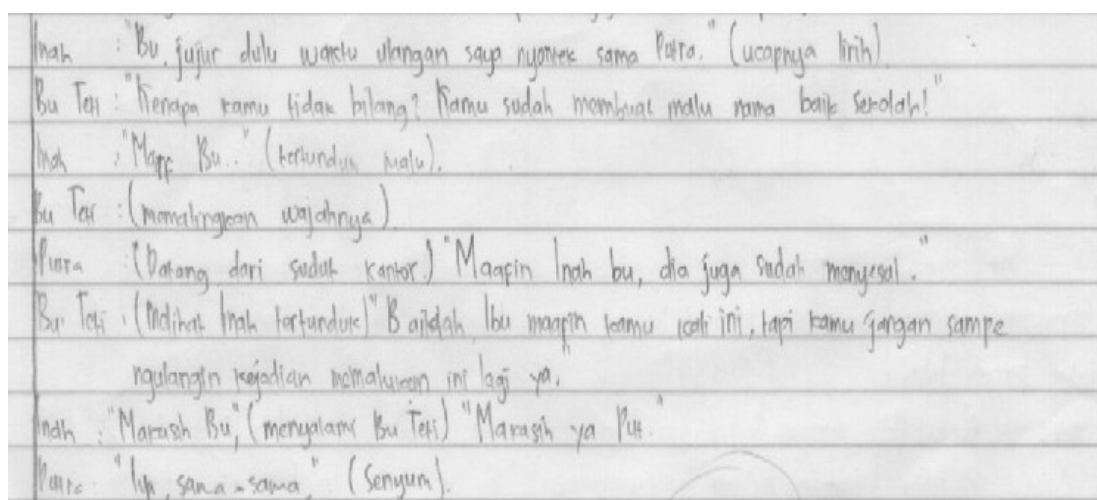 Inah : "Bu, jujur dulu waktu ulangan saya nyontek sama Putra." (ucapnya lirih)
Bu Teti : "Kenapa kamu tidak bilang? Kamu sudah membuat malu nama baik sekolah!"
Inah : "Maaf Bu.." (tertunduk malu).
Bu Teti : (memalingkan wajahnya)
Putra : (Datang dari sudut kantor) "Maapin Inah bu, dia juga sudah menyesal."
Bu Teti : (Melihat Inah tertunduk) "Baiklah Ibu maapin kamu kali ini, tapi kamu jangan sampe
ngulangin kejadian memalukan ini lagi ya,"
Inah : "Makasih Bu", (menyalami Bu Teti) "Makasih ya Put."
Putra "Iya, sama-sama," (Senyum).